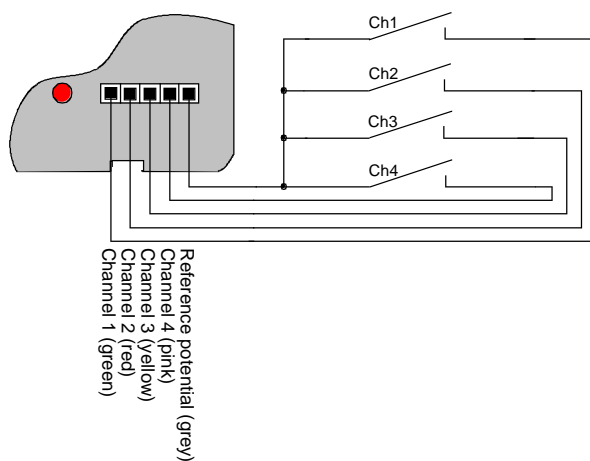 Ch1
Ch2
Ch3
Ch4
Reference potential (grey)
Channel 4 (pink)
Channel 3 (yellow)
Channel 2 (red)
Channel 1 (green)